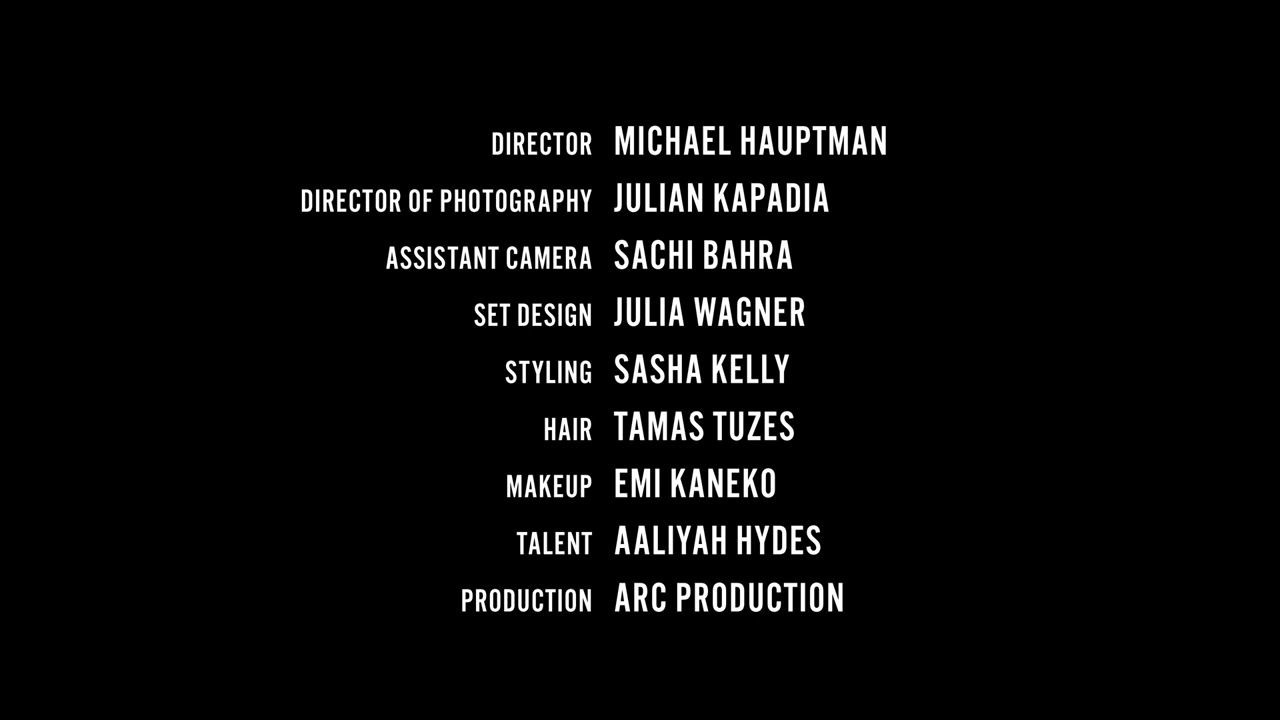 DIRECTOR MICHAEL HAUPTMAN
DIRECTOR OF PHOTOGRAPHY JULIAN KAPADIA
ASSISTANT CAMERA SACHI BAHRA
SET DESIGN JULIA WAGNER
STYLING SASHA KELLY
HAIR TAMAS TUZES
MAKEUP EMI KANEKO
TALENT AALIYAH HYDES
PRODUCTION ARC PRODUCTION